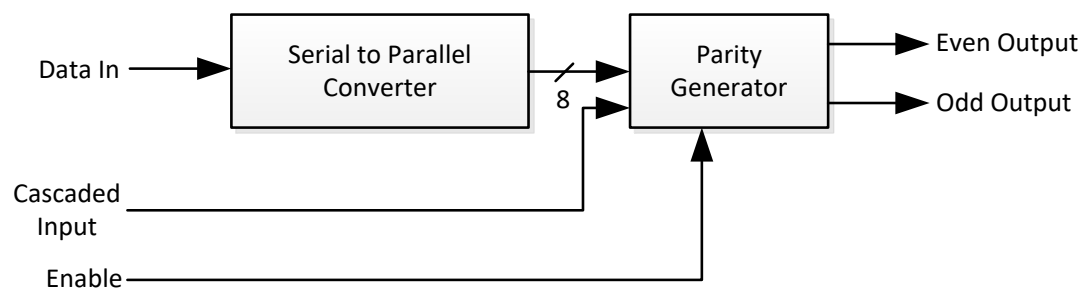 Data In
Serial to Parallel
Converter
8
Parity
Generator
Even Output
Odd Output
Cascaded
Input
Enable